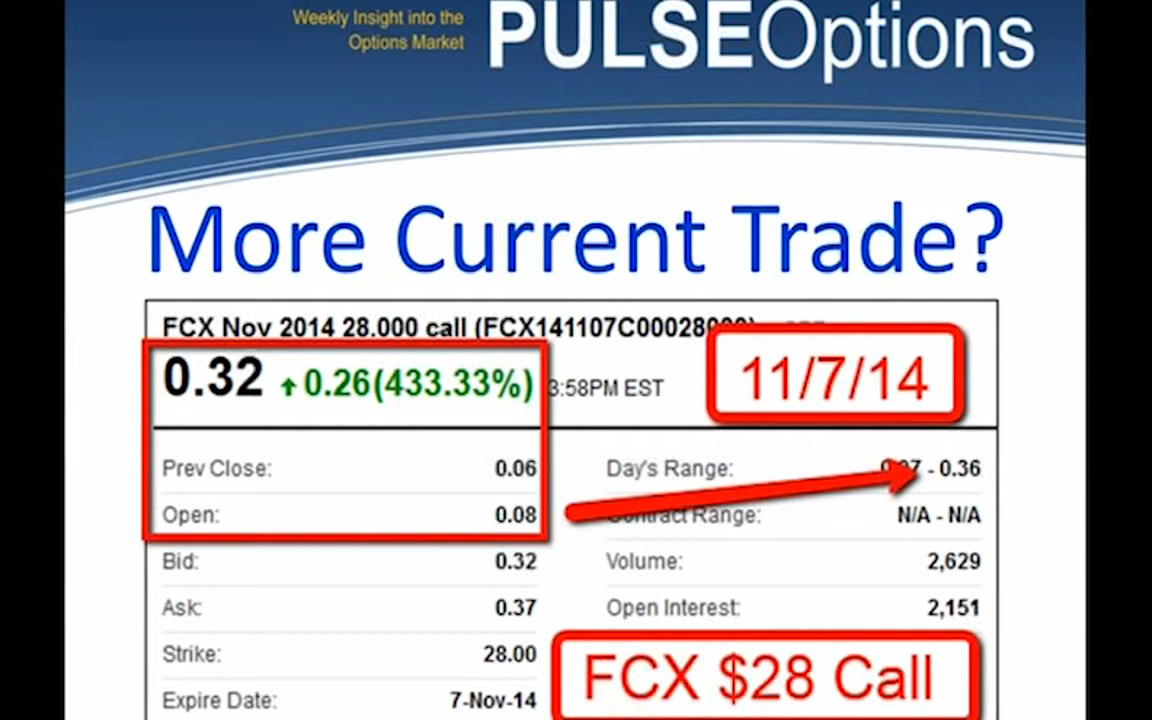 Weekly Insight into the
Options Market
PULSEOptions
More Current Trade?
FCX Nov 2014 28.000 call
0.32 0.26(433.33%) 3:58PM EST
11/7/14
Prev Close: 0.06 Day's Range: - 0.36
Open: 0.08 Contract Range: N/A - N/A
Bid: 0.32 Volume: 2,629
Ask: 0.37 Open Interest: 2,151
Strike: 28.00
Expire Date: 7-Nov-14
FCX $28 Call